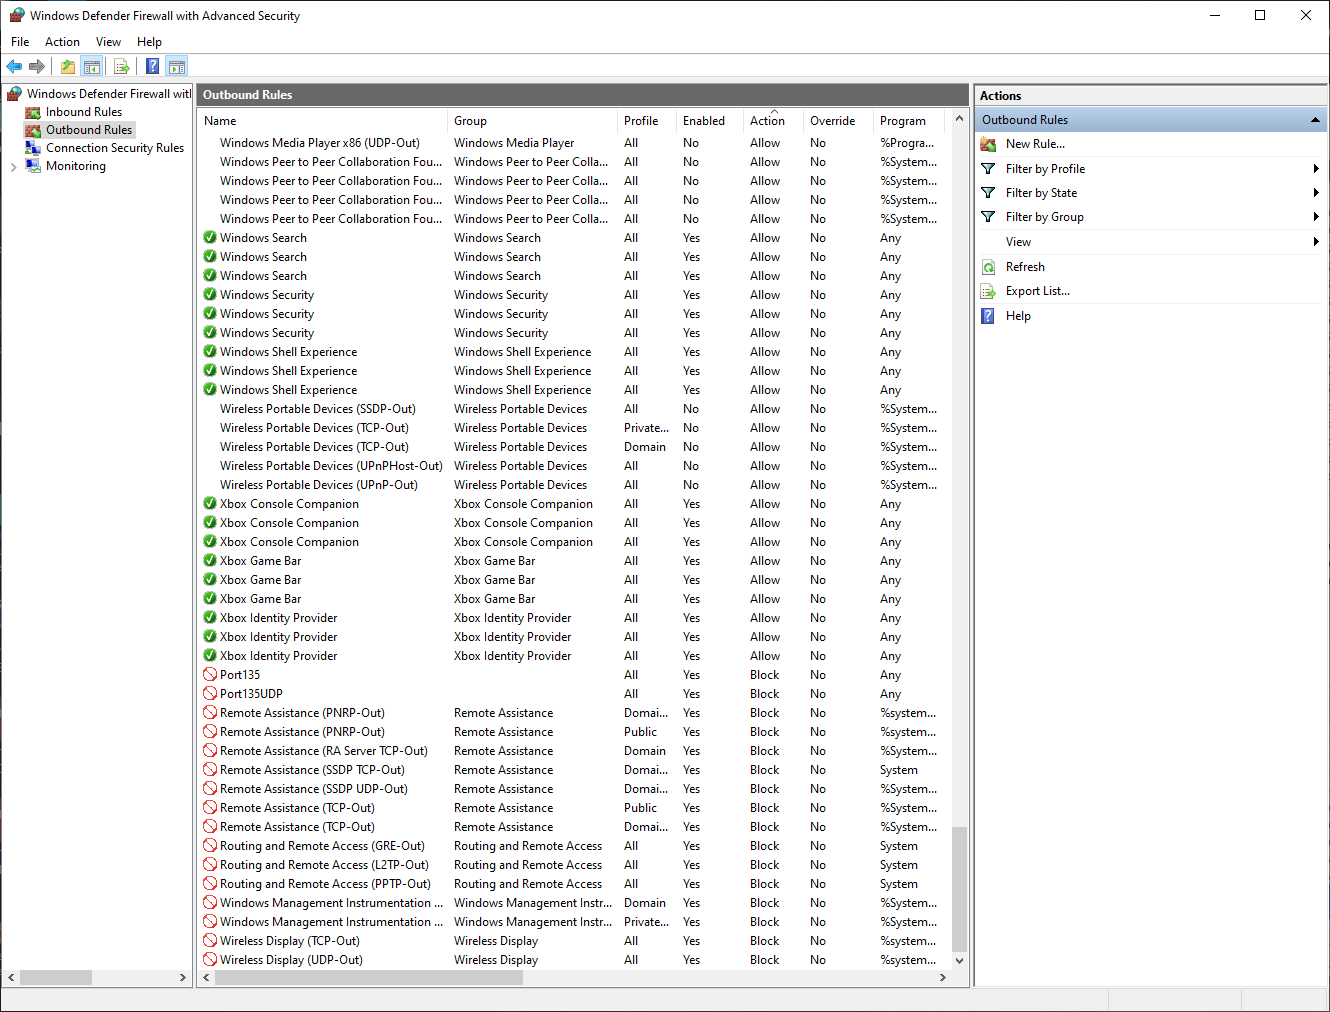 Windows Defender Firewall with Advanced Security
File Action View Help
Windows Defender Firewall wit
Inbound Rules
Outbound Rules
Connection Security Rules
Monitoring
Outbound Rules
Name Group Profile Enabled Action Override Program
Windows Media Player x86 (UDP-Out) Windows Media Player All No Allow No %Progra...
Windows Peer to Peer Collaboration Fou... Windows Peer to Peer Colla... All No Allow No %System...
Windows Peer to Peer Collaboration Fou... Windows Peer to Peer Colla... All No Allow No %System...
Windows Peer to Peer Collaboration Fou... Windows Peer to Peer Colla... All No Allow No %System...
Windows Peer to Peer Collaboration Fou... Windows Peer to Peer Colla... All No Allow No %System...
Windows Search Windows Search All Yes Allow No Any
Windows Search Windows Search All Yes Allow No Any
Windows Search Windows Search All Yes Allow No Any
Windows Security Windows Security All Yes Allow No Any
Windows Security Windows Security All Yes Allow No Any
Windows Security Windows Security All Yes Allow No Any
Windows Shell Experience Windows Shell Experience All Yes Allow No Any
Windows Shell Experience Windows Shell Experience All Yes Allow No Any
Windows Shell Experience Windows Shell Experience All Yes Allow No Any
Wireless Portable Devices (SSDP-Out) Wireless Portable Devices All No Allow No %System...
Wireless Portable Devices (TCP-Out) Wireless Portable Devices Private... No Allow No %System...
Wireless Portable Devices (TCP-Out) Wireless Portable Devices Domain No Allow No %System...
Wireless Portable Devices (UPnPHost-Out) Wireless Portable Devices All No Allow No %System...
Wireless Portable Devices (UPnP-Out) Wireless Portable Devices All No Allow No %System...
Xbox Console Companion Xbox Console Companion All Yes Allow No Any
Xbox Console Companion Xbox Console Companion All Yes Allow No Any
Xbox Console Companion Xbox Console Companion All Yes Allow No Any
Xbox Game Bar Xbox Game Bar All Yes Allow No Any
Xbox Game Bar Xbox Game Bar All Yes Allow No Any
Xbox Game Bar Xbox Game Bar All Yes Allow No Any
Xbox Identity Provider Xbox Identity Provider All Yes Allow No Any
Xbox Identity Provider Xbox Identity Provider All Yes Allow No Any
Xbox Identity Provider Xbox Identity Provider All Yes Allow No Any
Port135 All Yes Block No Any
Port135UDP All Yes Block No Any
Remote Assistance (PNRP-Out) Remote Assistance Domai... Yes Block No %system...
Remote Assistance (PNRP-Out) Remote Assistance Public Yes Block No %system...
Remote Assistance (RA Server TCP-Out) Remote Assistance Domain Yes Block No %System...
Remote Assistance (SSDP TCP-Out) Remote Assistance Domai... Yes Block No System
Remote Assistance (SSDP UDP-Out) Remote Assistance Domai... Yes Block No %System...
Remote Assistance (TCP-Out) Remote Assistance Public Yes Block No %System...
Remote Assistance (TCP-Out) Remote Assistance Domai... Yes Block No %System...
Routing and Remote Access (GRE-Out) Routing and Remote Access All Yes Block No System
Routing and Remote Access (L2TP-Out) Routing and Remote Access All Yes Block No System
Routing and Remote Access (PPTP-Out) Routing and Remote Access All Yes Block No System
Windows Management Instrumentation ... Windows Management Instr... Domain Yes Block No %System...
Windows Management Instrumentation ... Windows Management Instr... Private... Yes Block No %System...
Wireless Display (TCP-Out) Wireless Display All Yes Block No %system...
Wireless Display (UDP-Out) Wireless Display All Yes Block No %system...
Actions
Outbound Rules
New Rule...
Filter by Profile
Filter by State
Filter by Group
View
Refresh
Export List...
Help